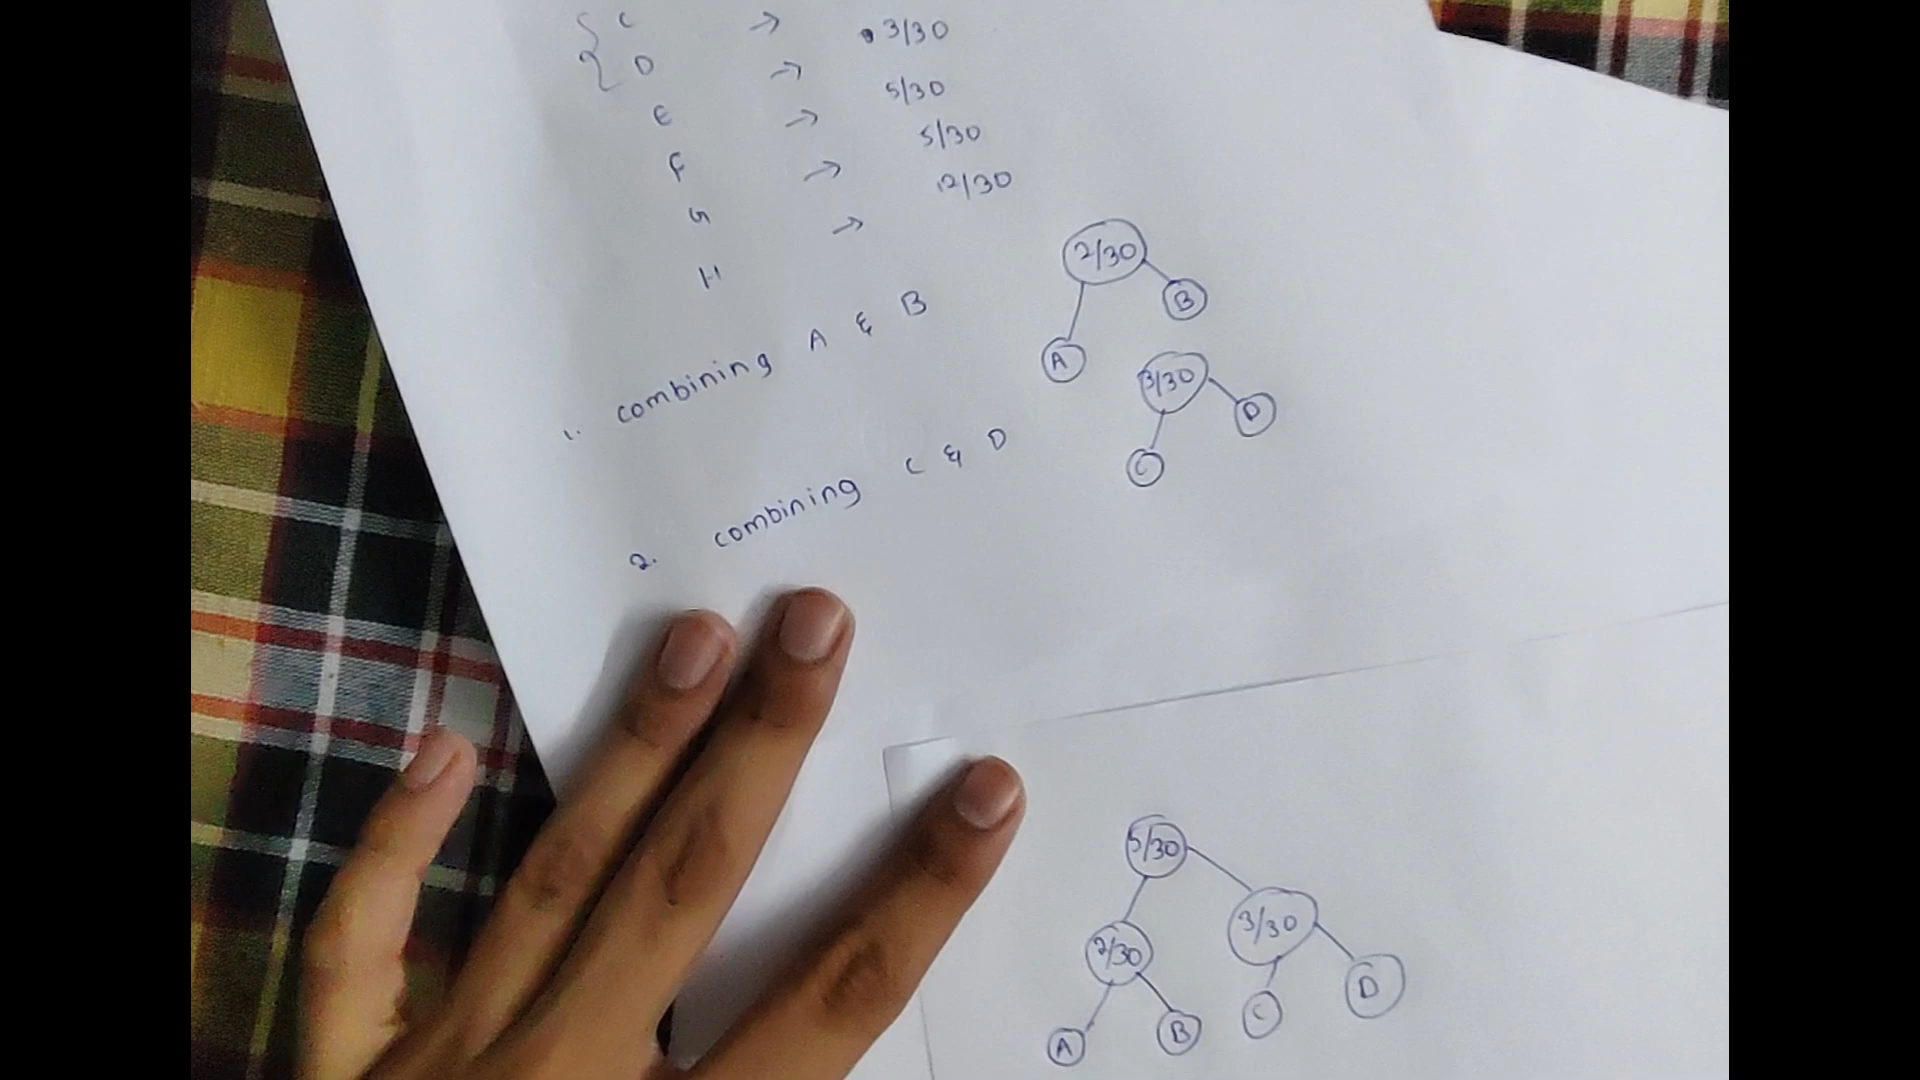 C →
D → 3/30
E → 5/30
F → 5/30
G → 12/30
H
1. combining A & B
2/30
A B
2. combining C & D
3/30
C D
5/30
2/30 3/30
A B C D